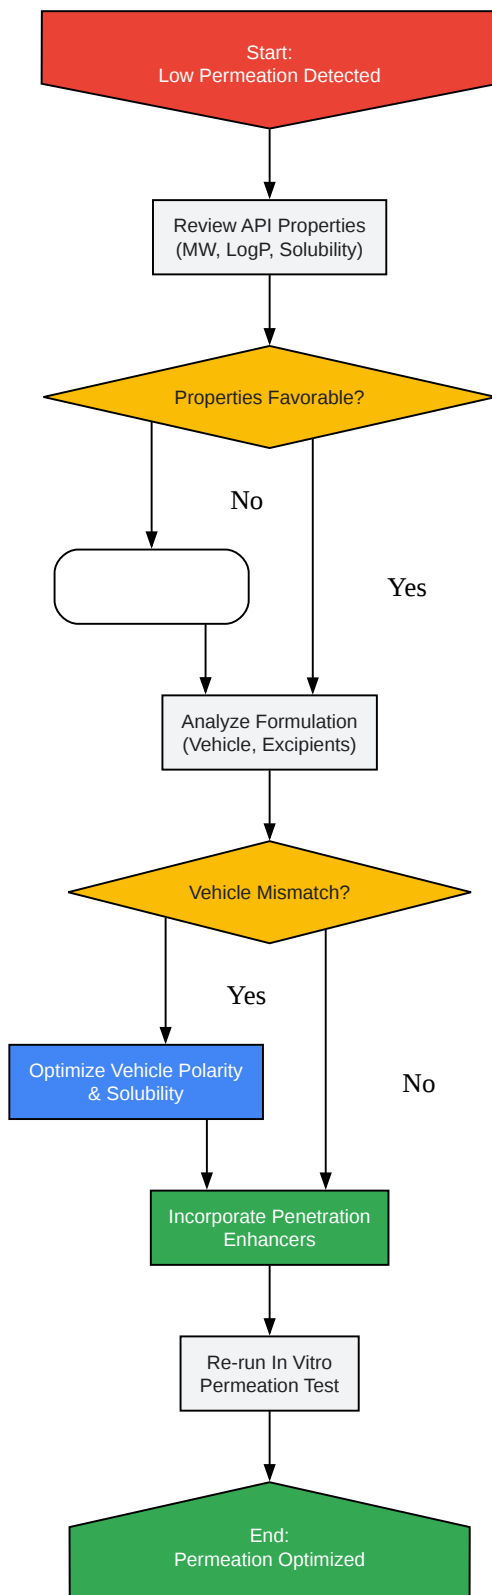 Start:
Low Permeation Detected
Review API Properties
(MW, LogP, Solubility)
Properties Favorable?
No
Yes
Analyze Formulation
(Vehicle, Excipients)
Vehicle Mismatch?
Yes
Optimize Vehicle Polarity
& Solubility
No
Incorporate Penetration
Enhancers
Re-run In Vitro
Permeation Test
End:
Permeation Optimized